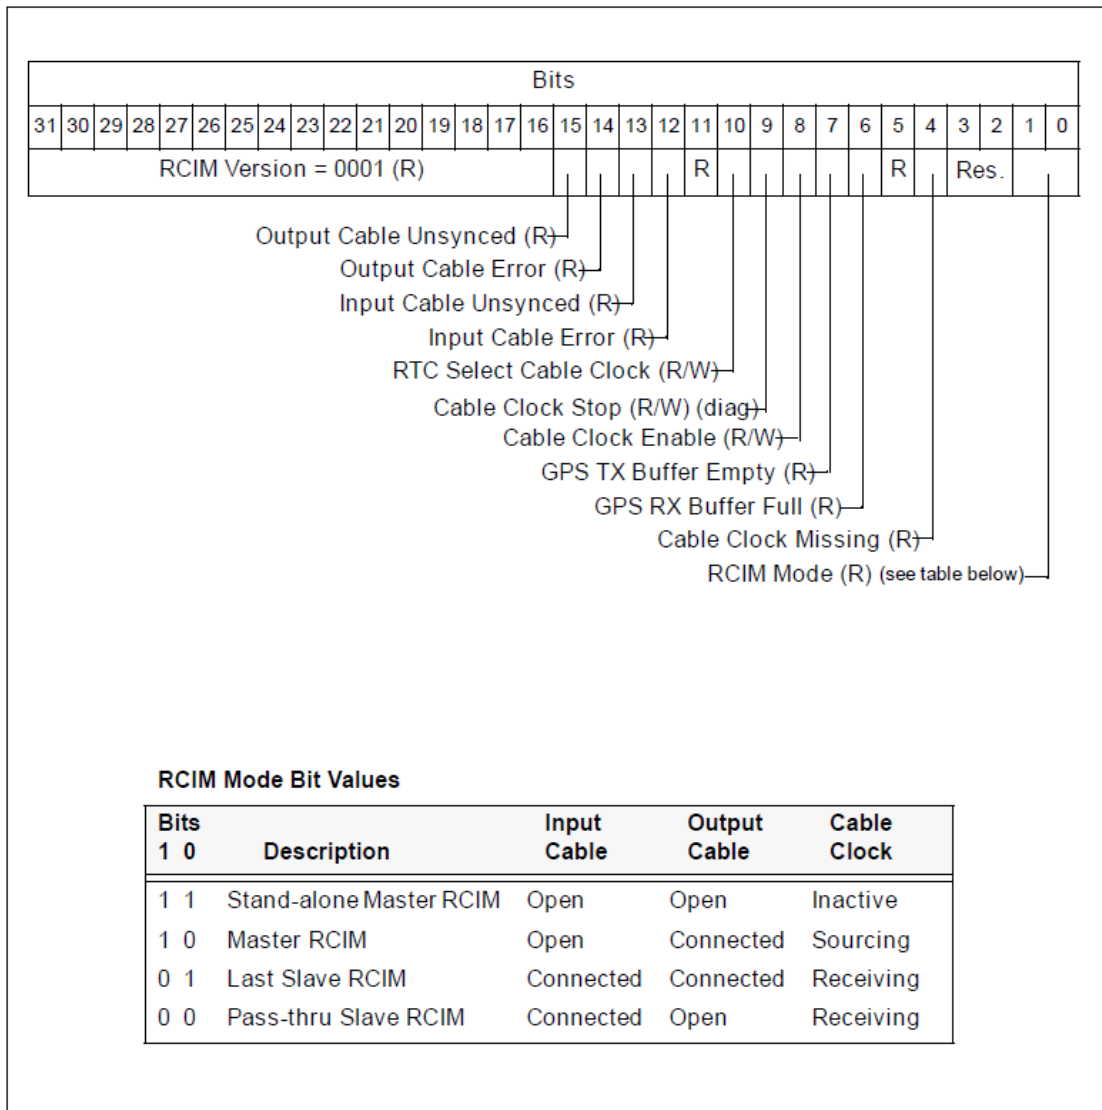 Bits
31 30 29 28 27 26 25 24 23 22 21 20 19 18 17 16 15 14 13 12 11 10 9 8 7 6 5 4 3 2 1 0
RCIM Version = 0001 (R) R R Res.
Output Cable Unsynced (R)
Output Cable Error (R)
Input Cable Unsynced (R)
Input Cable Error (R)
RTC Select Cable Clock (R/W)
Cable Clock Stop (R/W) (diag)
Cable Clock Enable (R/W)
GPS TX Buffer Empty (R)
GPS RX Buffer Full (R)
Cable Clock Missing (R)
RCIM Mode (R) (see table below)
RCIM Mode Bit Values
Bits Input Output Cable
1 0 Description Cable Cable Clock
1 1 Stand-alone Master RCIM Open Open Inactive
1 0 Master RCIM Open Connected Sourcing
0 1 Last Slave RCIM Connected Connected Receiving
0 0 Pass-thru Slave RCIM Connected Open Receiving